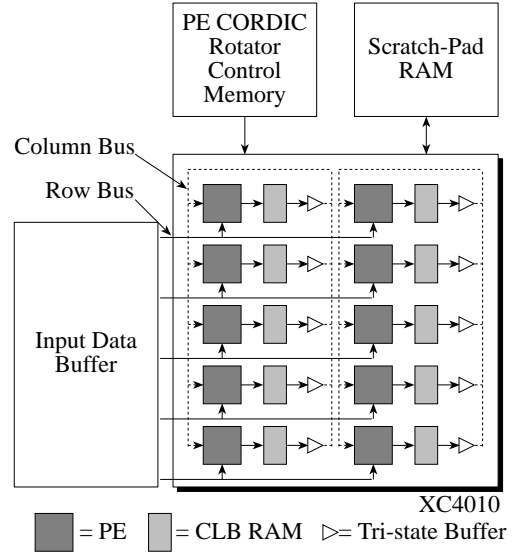 PE CORDIC
Rotator
Control
Memory
Scratch-Pad
RAM
Column Bus
Row Bus
Input Data
Buffer
XC4010
= PE
= CLB RAM
= Tri-state Buffer